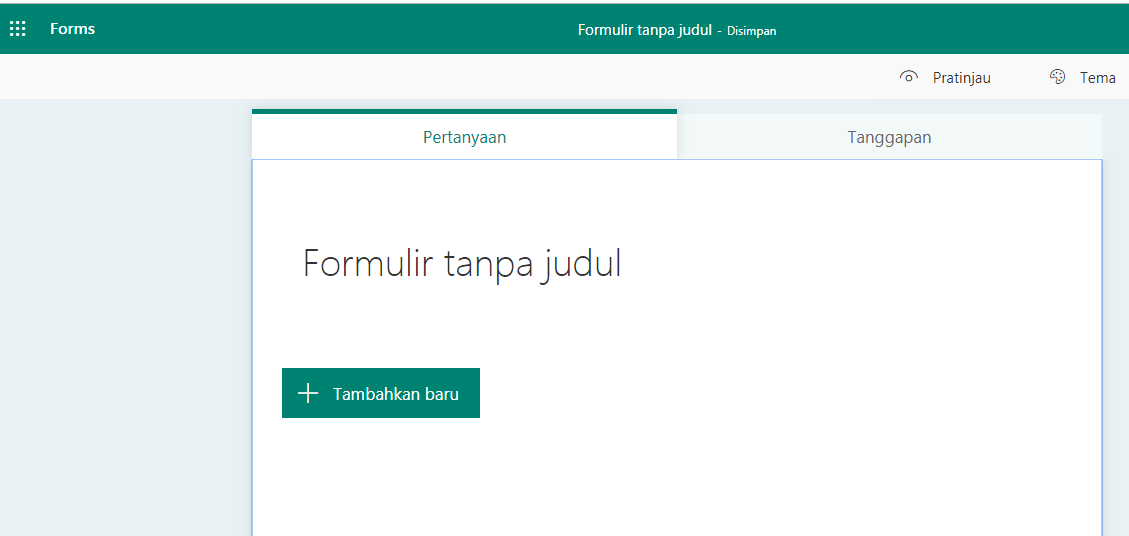 Forms
Formulir tanpa judul - Disimpan
Pratinjau
Tema
Pertanyaan
Tanggapan
Formulir tanpa judul
Tambahkan baru